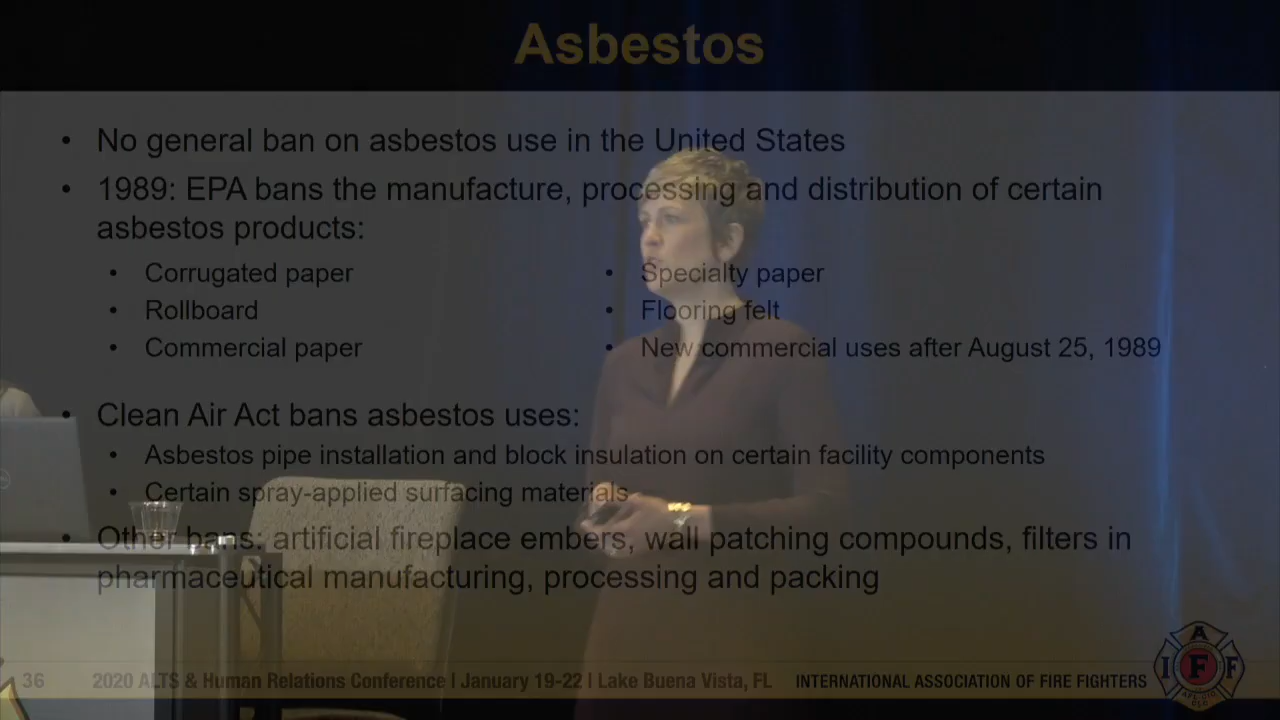 Asbestos
• No general ban on asbestos use in the United States
• 1989: EPA bans the manufacture, processing and distribution of certain
asbestos products:
• Corrugated paper
• Rollboard
• Commercial paper
• Specialty paper
• Flooring felt
• New commercial uses after August 25, 1989
• Clean Air Act bans asbestos uses:
• Asbestos pipe installation and block insulation on certain facility components
• Certain spray-applied surfacing materials
• Other bans: artificial fireplace embers, wall patching compounds, filters in
pharmaceutical manufacturing, processing and packing
36
2020 ALTS & Human Relations Conference | January 19-22 | Lake Buena Vista, FL
INTERNATIONAL ASSOCIATION OF FIRE FIGHTERS
I A F F
AFL-CIO
CLC